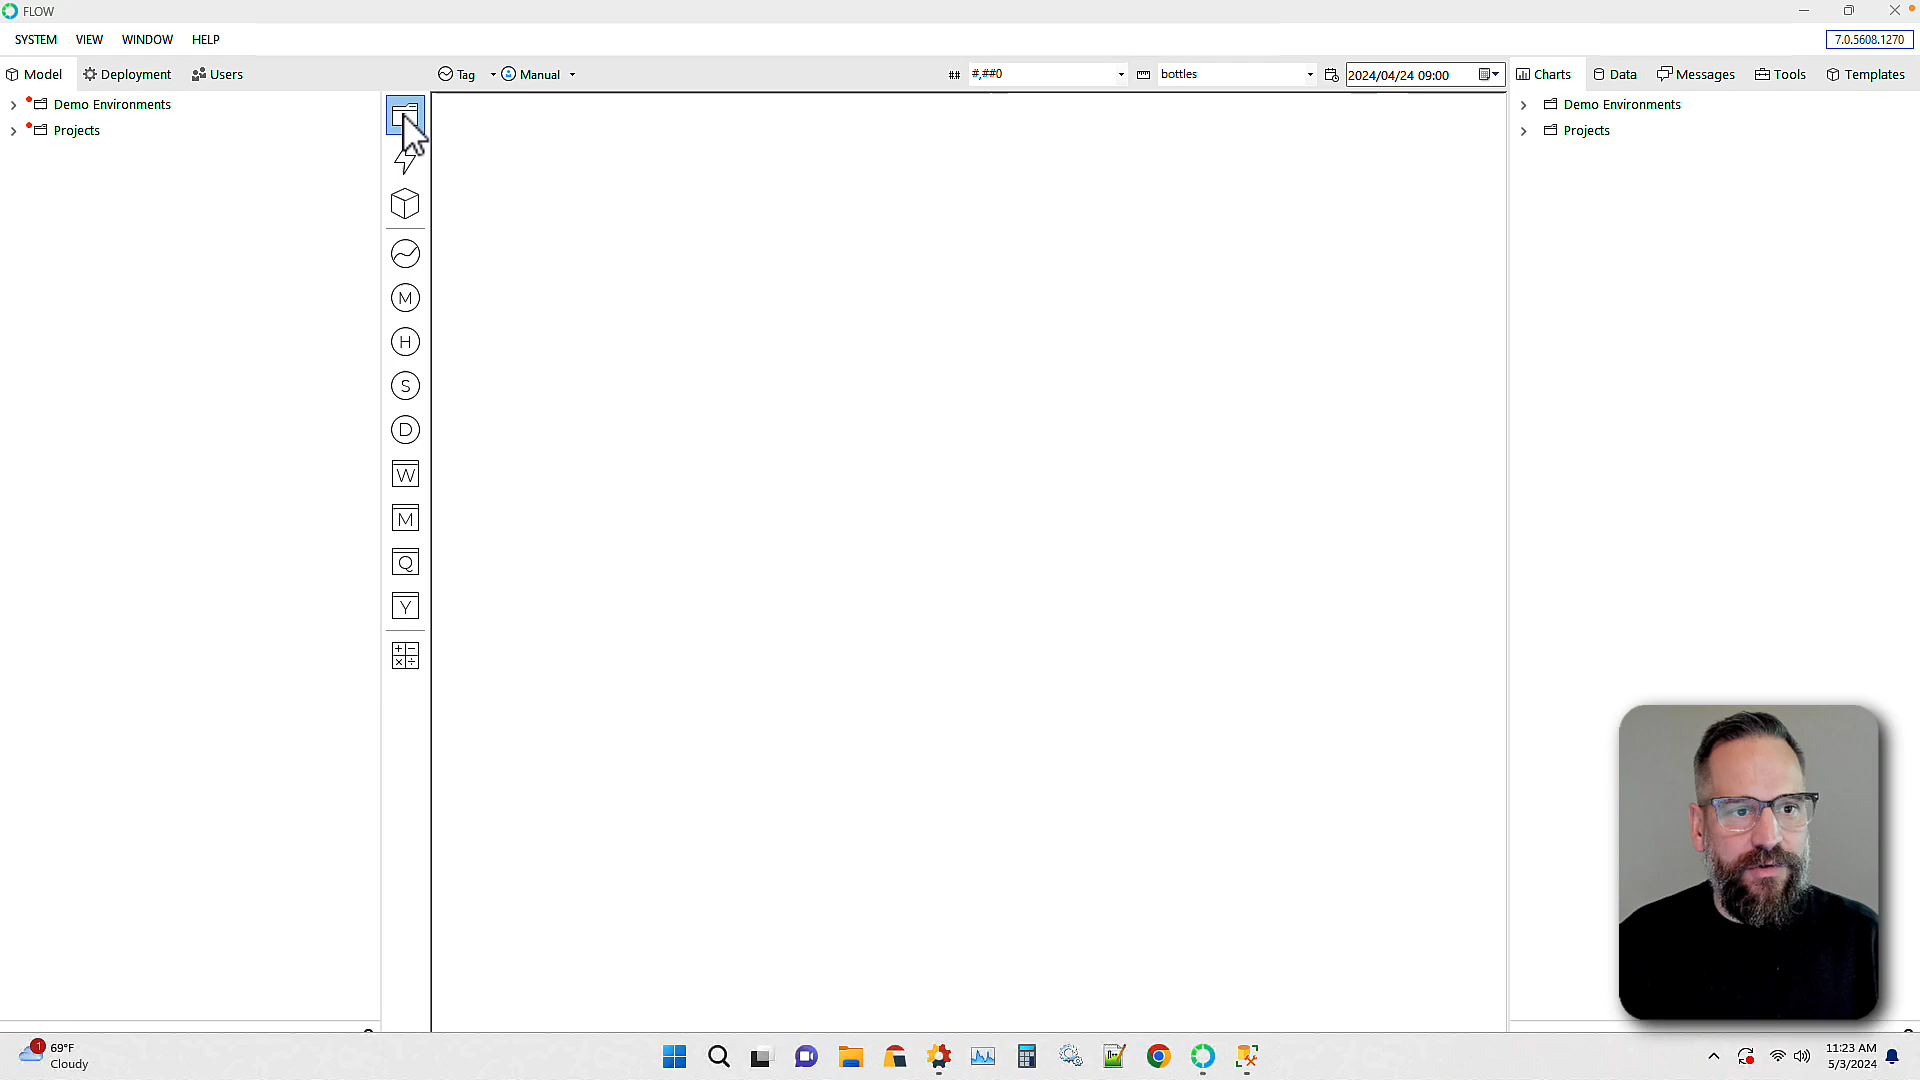 FLOW
SYSTEM VIEW WINDOW HELP
7.0.5608.1270
Model Deployment Users
Tag Manual ## #,##0 bottles 2024/04/24 09:00
Charts Data Messages Tools Templates
Demo Environments
Projects
Demo Environments
Projects
M
H
S
D
W
M
Q
Y
1
69°F
Cloudy
11:23 AM
5/3/2024